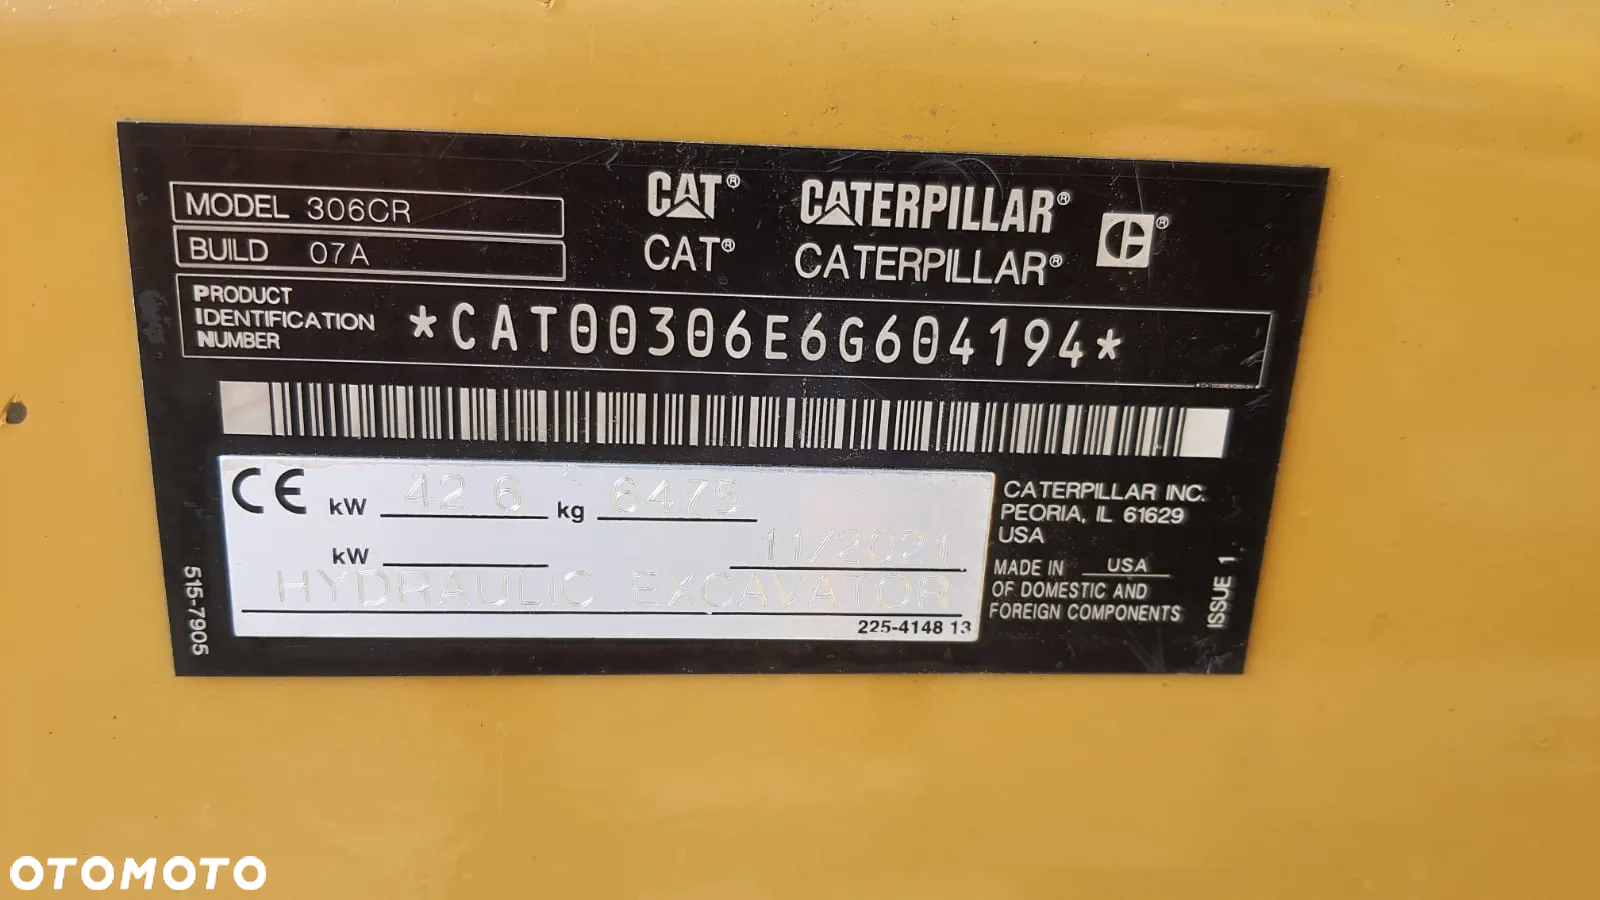 MODEL 306CR
BUILD 07A
CAT® CATERPILLAR® ®
CAT® CATERPILLAR®
PRODUCT
IDENTIFICATION
NUMBER
*CAT00306E6G604194*
CE kW 42.6 kg 6475
kW 11/2021
HYDRAULIC EXCAVATOR
225-4148 13
CATERPILLAR INC.
PEORIA, IL 61629
USA
MADE IN USA
OF DOMESTIC AND
FOREIGN COMPONENTS
ISSUE 1
515-7905
OTOMOTO